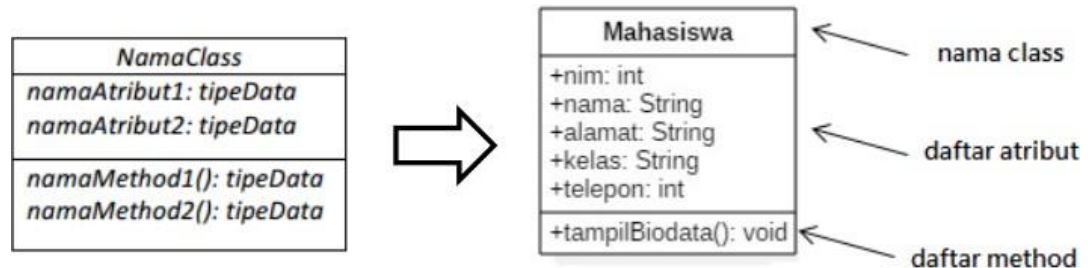 NamaClass
namaAtribut1: tipeData
namaAtribut2: tipeData
namaMethod1(): tipeData
namaMethod2(): tipeData
Mahasiswa
+nim: int
+nama: String
+alamat: String
+kelas: String
+telepon: int
+tampilBiodata(): void
nama class
daftar atribut
daftar method